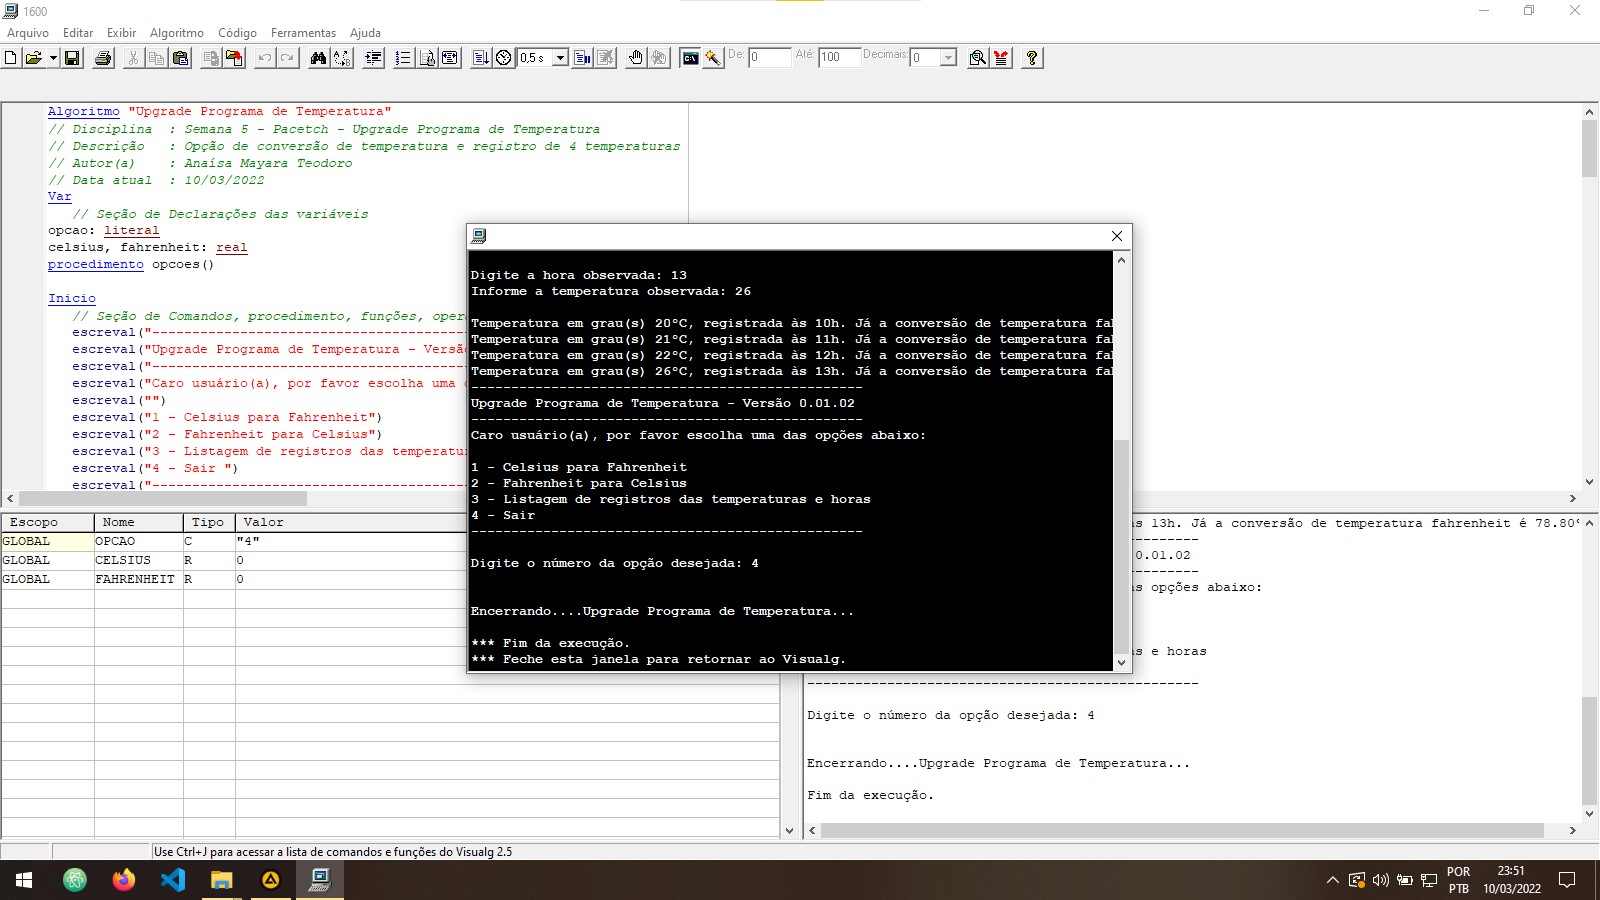 1600
Arquivo Editar Exibir Algoritmo Código Ferramentas Ajuda
0,5 s De: 0 Até: 100 Decimais: 0
Algoritmo "Upgrade Programa de Temperatura"
// Disciplina : Semana 5 - Pacetch - Upgrade Programa de Temperatura
// Descrição : Opção de conversão de temperatura e registro de 4 temperaturas
// Autor(a) : Anaísa Mayara Teodoro
// Data atual : 10/03/2022
Var
// Seção de Declarações das variáveis
opcao: literal
celsius, fahrenheit: real
procedimento opcoes()
Inicio
// Seção de Comandos, procedimento, funções, oper
escreval("----------------------------------------
escreval("Upgrade Programa de Temperatura - Versã
escreval("----------------------------------------
escreval("Caro usuário(a), por favor escolha uma
escreval("")
escreval("1 - Celsius para Fahrenheit")
escreval("2 - Fahrenheit para Celsius")
escreval("3 - Listagem de registros das temperatu
escreval("4 - Sair ")
escreval("----------------------------------------
Digite a hora observada: 13
Informe a temperatura observada: 26
Temperatura em grau(s) 20ºC, registrada às 10h. Já a conversão de temperatura fah
Temperatura em grau(s) 21ºC, registrada às 11h. Já a conversão de temperatura fah
Temperatura em grau(s) 22ºC, registrada às 12h. Já a conversão de temperatura fah
Temperatura em grau(s) 26ºC, registrada às 13h. Já a conversão de temperatura fah
-------------------------------------------------
Upgrade Programa de Temperatura - Versão 0.01.02
-------------------------------------------------
Caro usuário(a), por favor escolha uma das opções abaixo:
1 - Celsius para Fahrenheit
2 - Fahrenheit para Celsius
3 - Listagem de registros das temperaturas e horas
4 - Sair
-------------------------------------------------
Digite o número da opção desejada: 4
Encerrando....Upgrade Programa de Temperatura...
*** Fim da execução.
*** Feche esta janela para retornar ao Visualg.
Escopo Nome Tipo Valor
GLOBAL OPCAO C "4"
GLOBAL CELSIUS R 0
GLOBAL FAHRENHEIT R 0
s 13h. Já a conversão de temperatura fahrenheit é 78.80º
---------
0.01.02
---------
s opções abaixo:
s e horas
-------------------------------------------------
Digite o número da opção desejada: 4
Encerrando....Upgrade Programa de Temperatura...
Fim da execução.
Use Ctrl+J para acessar a lista de comandos e funções do Visualg 2.5
POR
PTB
23:51
10/03/2022